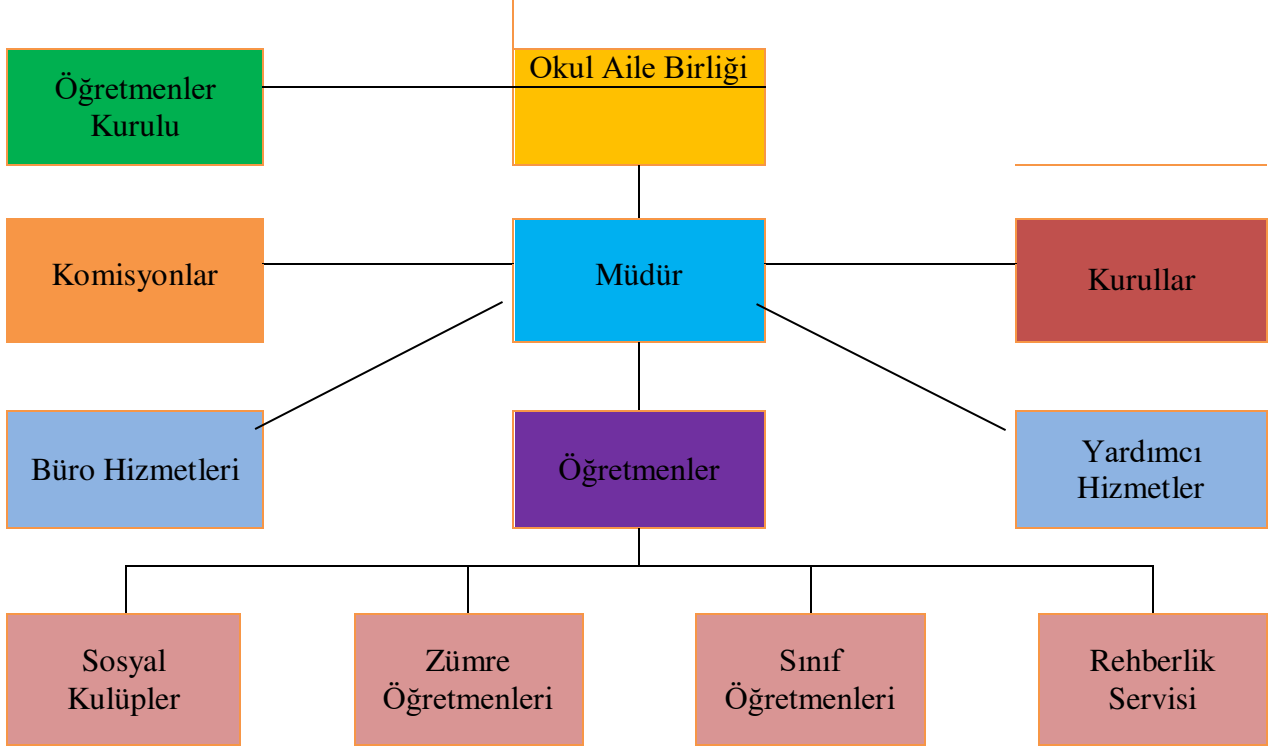 Öğretmenler
Kurulu
Okul Aile Birliği
Komisyonlar
Müdür
Kurullar
Büro Hizmetleri
Öğretmenler
Yardımcı
Hizmetler
Sosyal
Kulüpler
Zümre
Öğretmenleri
Sınıf
Öğretmenleri
Rehberlik
Servisi